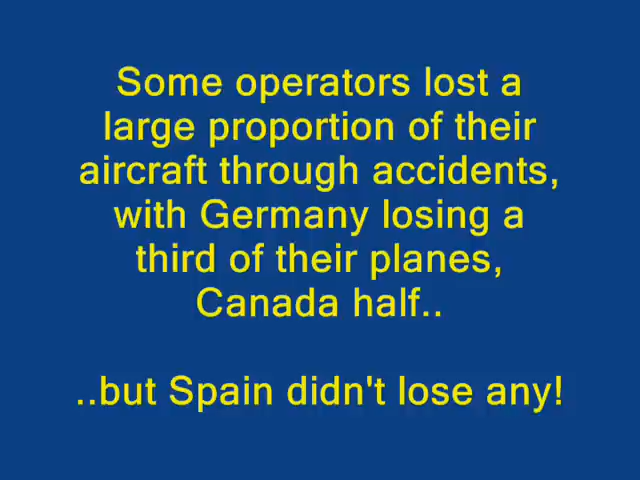 Some operators lost a
large proportion of their
aircraft through accidents,
with Germany losing a
third of their planes,
Canada half..
..but Spain didn't lose any!